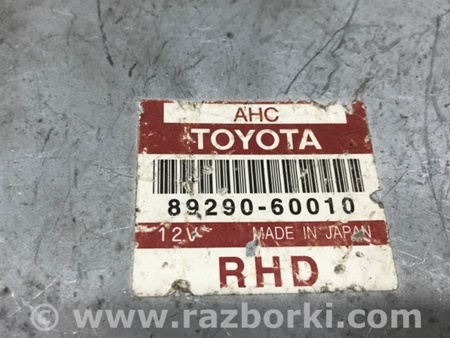 AHC
TOYOTA
89290-60010
12V MADE IN JAPAN
RHD
www.razborki.com